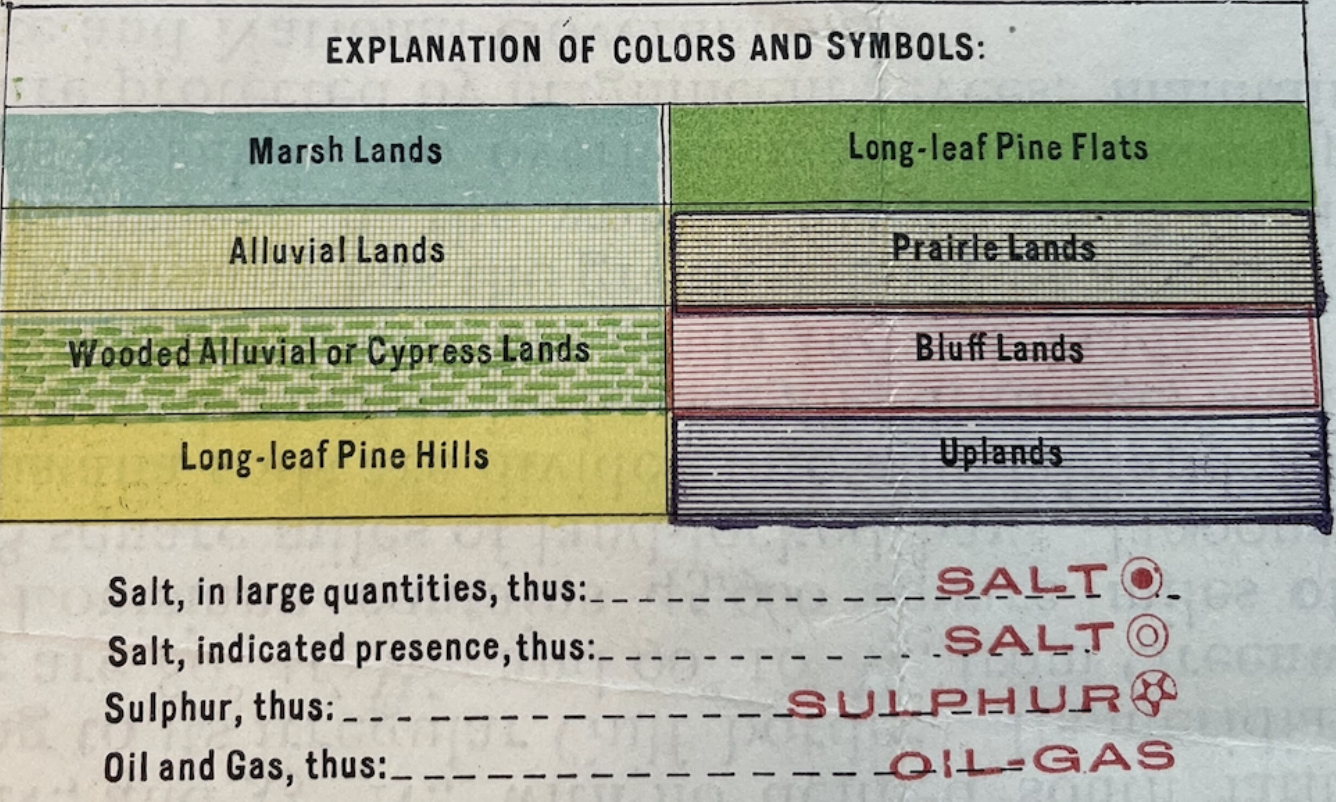 EXPLANATION OF COLORS AND SYMBOLS:
Marsh Lands
Long-leaf Pine Flats
Alluvial Lands
Prairie Lands
Wooded Alluvial or Cypress Lands
Bluff Lands
Long-leaf Pine Hills
Uplands
Salt, in large quantities, thus: SALT
Salt, indicated presence, thus: SALT
Sulphur, thus: SULPHUR
Oil and Gas, thus: OIL-GAS